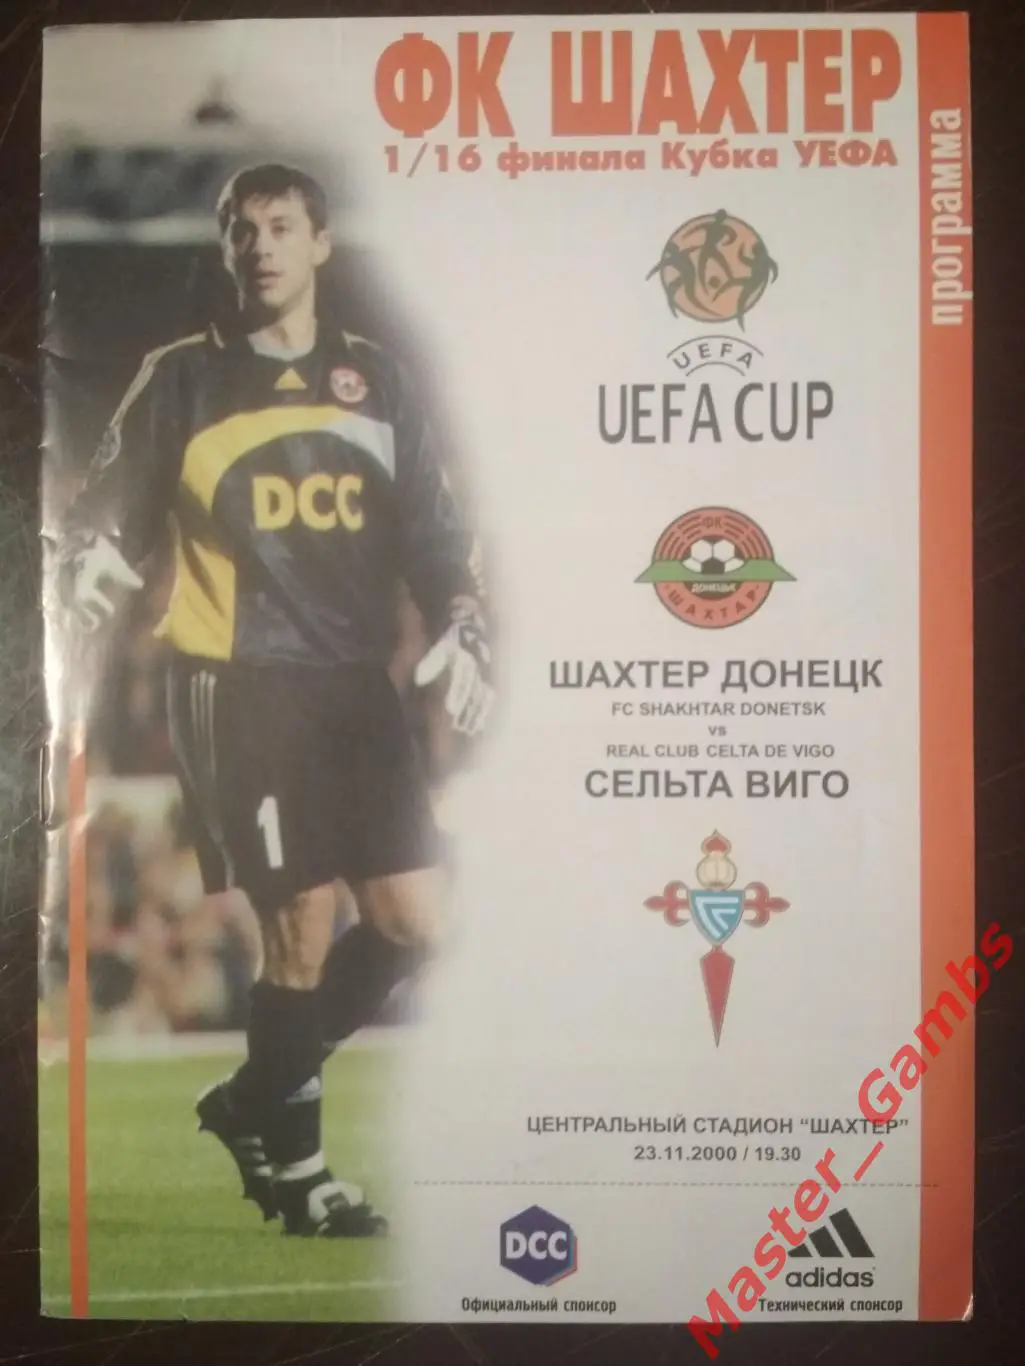 ФК ШАХТЕР
1/16 финала Кубка УЕФА
программа
UEFA
UEFA CUP
DCC
ФК
ДОНЕЦЬК
ШАХТАР
ШАХТЕР ДОНЕЦК
FC SHAKHTAR DONETSK
vs
REAL CLUB CELTA DE VIGO
СЕЛЬТА ВИГО
1
ЦЕНТРАЛЬНЫЙ СТАДИОН "ШАХТЕР"
23.11.2000 / 19.30
DCC
Официальный спонсор
adidas
Технический спонсор
Master_Gambs